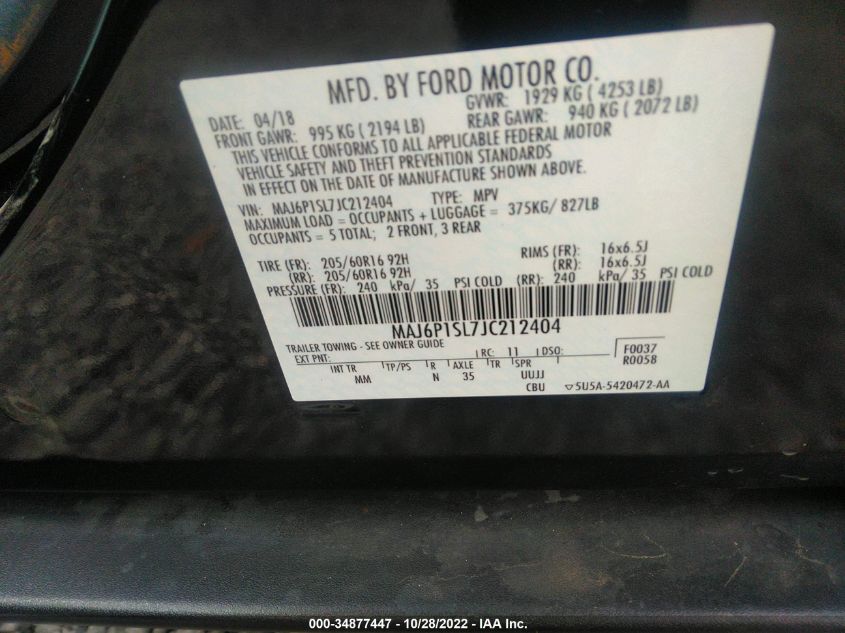 MFD. BY FORD MOTOR CO.
DATE: 04/18 GVWR: 1929 KG ( 4253 LB)
FRONT GAWR: 995 KG ( 2194 LB) REAR GAWR: 940 KG ( 2072 LB)
THIS VEHICLE CONFORMS TO ALL APPLICABLE FEDERAL MOTOR
VEHICLE SAFETY AND THEFT PREVENTION STANDARDS
IN EFFECT ON THE DATE OF MANUFACTURE SHOWN ABOVE.
VIN: MAJ6P1SL7JC212404 TYPE: MPV
MAXIMUM LOAD = OCCUPANTS + LUGGAGE = 375KG/ 827LB
OCCUPANTS = 5 TOTAL; 2 FRONT, 3 REAR
TIRE (FR): 205/60R16 92H RIMS (FR): 16x6.5J
(RR): 205/60R16 92H (RR): 16x6.5J
PRESSURE (FR): 240 kPa/ 35 PSI COLD (RR): 240 kPa/ 35 PSI COLD
MAJ6P1SL7JC212404
TRAILER TOWING - SEE OWNER GUIDE
EXT PNT: RC: 11 DSO: F0037
R0058
INT TR TP/PS R AXLE TR SPR
MM N 35 UUJJ
CBU ▽5U5A-5420472-AA
000-34877447 - 10/28/2022 - IAA Inc.